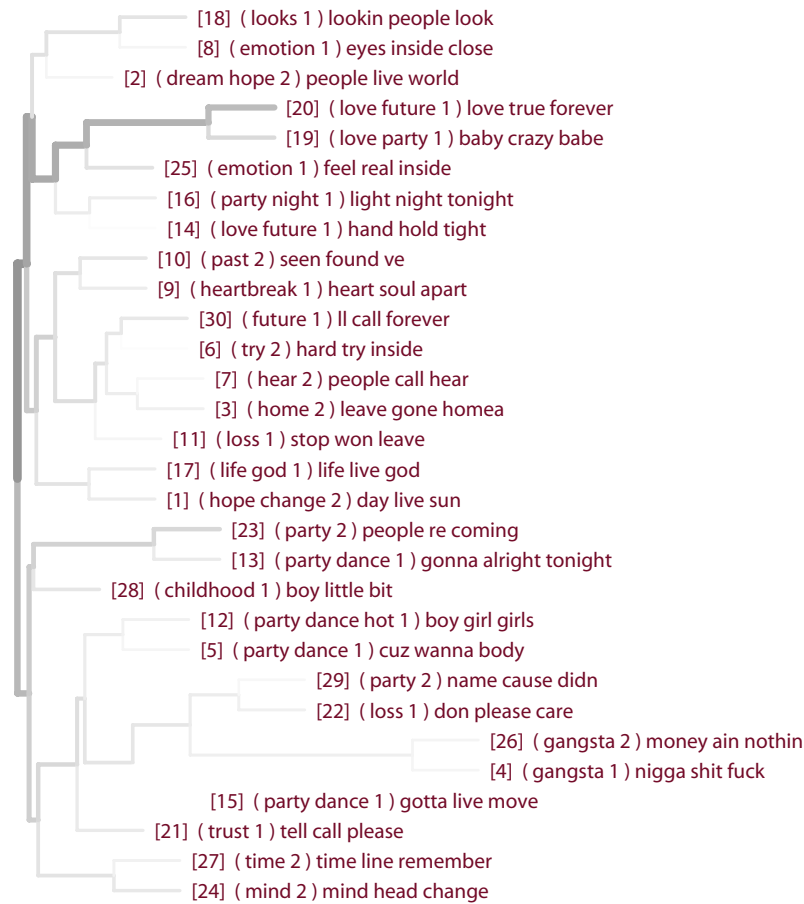 [18] ( looks 1 ) lookin people look
[8] ( emotion 1 ) eyes inside close
[2] ( dream hope 2 ) people live world
[20] ( love future 1 ) love true forever
[19] ( love party 1 ) baby crazy babe
[25] ( emotion 1 ) feel real inside
[16] ( party night 1 ) light night tonight
[14] ( love future 1 ) hand hold tight
[10] ( past 2 ) seen found ve
[9] ( heartbreak 1 ) heart soul apart
[30] ( future 1 ) ll call forever
[6] ( try 2 ) hard try inside
[7] ( hear 2 ) people call hear
[3] ( home 2 ) leave gone homea
[11] ( loss 1 ) stop won leave
[17] ( life god 1 ) life live god
[1] ( hope change 2 ) day live sun
[23] ( party 2 ) people re coming
[13] ( party dance 1 ) gonna alright tonight
[28] ( childhood 1 ) boy little bit
[12] ( party dance hot 1 ) boy girl girls
[5] ( party dance 1 ) cuz wanna body
[29] ( party 2 ) name cause didn
[22] ( loss 1 ) don please care
[26] ( gangsta 2 ) money ain nothin
[4] ( gangsta 1 ) nigga shit fuck
[15] ( party dance 1 ) gotta live move
[21] ( trust 1 ) tell call please
[27] ( time 2 ) time line remember
[24] ( mind 2 ) mind head change